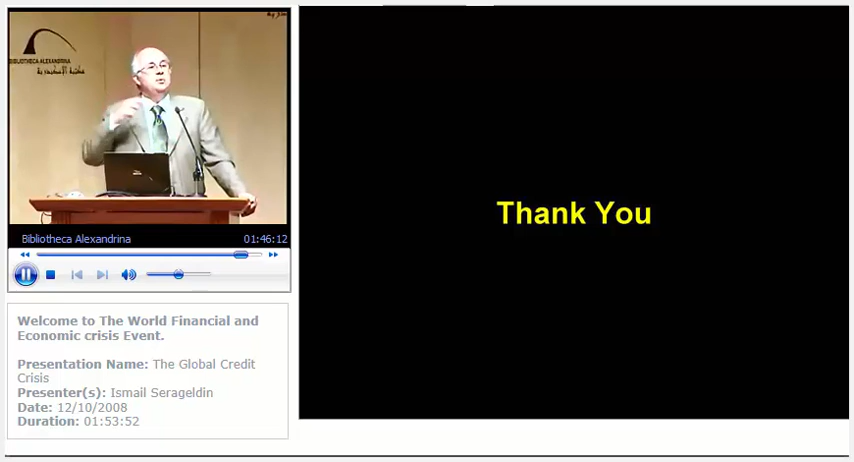 BIBLIOTHECA ALEXANDRINA
مكتبة الإسكندرية
Bibliotheca Alexandrina 01:46:12
Welcome to The World Financial and
Economic crisis Event.
Presentation Name: The Global Credit
Crisis
Presenter(s): Ismail Serageldin
Date: 12/10/2008
Duration: 01:53:52
Thank You